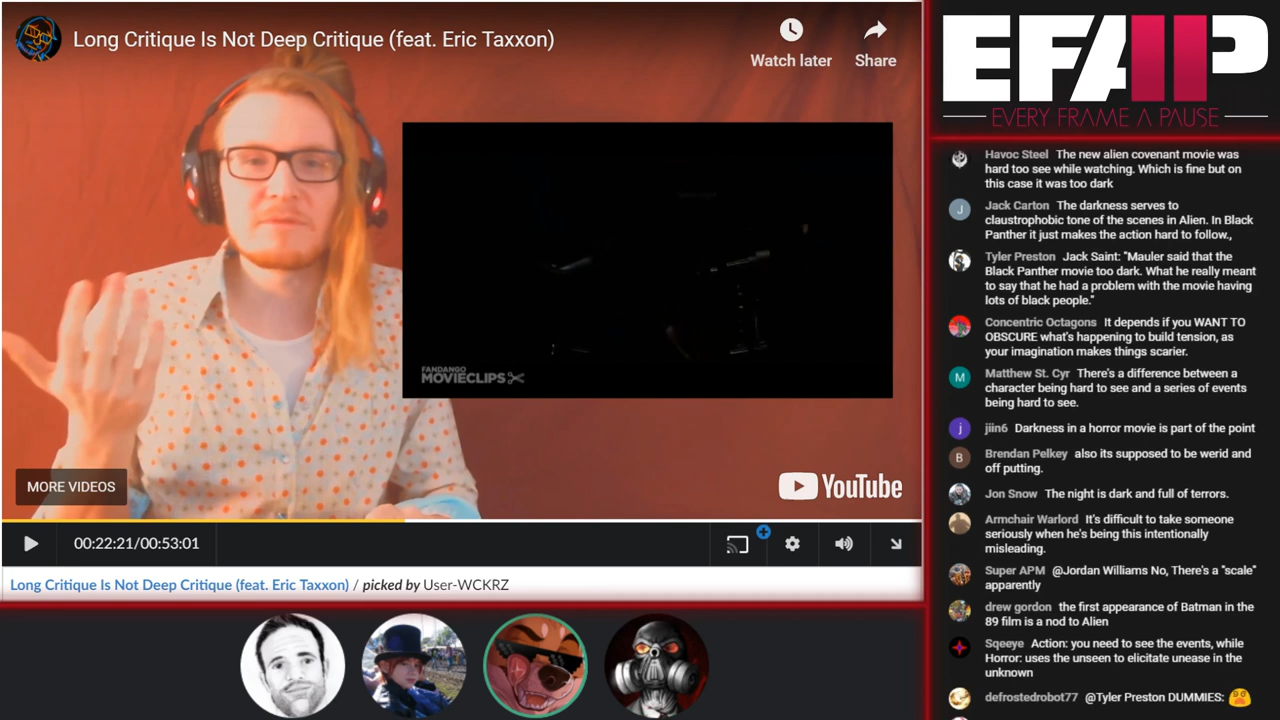 Long Critique Is Not Deep Critique (feat. Eric Taxxon)
Watch later
Share
FANDANGO
MOVIECLIPS
MORE VIDEOS
YouTube
00:22:21/00:53:01
Long Critique Is Not Deep Critique (feat. Eric Taxxon) / picked by User-WCKRZ
EFAP
EVERY FRAME A PAUSE
Havoc Steel The new alien covenant movie was
hard too see while watching. Which is fine but on
this case it was too dark
J
Jack Carton The darkness serves to
claustrophobic tone of the scenes in Alien. In Black
Panther it just makes the action hard to follow.,
Tyler Preston Jack Saint: "Mauler said that the
Black Panther movie too dark. What he really meant
to say that he had a problem with the movie having
lots of black people."
Concentric Octagons It depends if you WANT TO
OBSCURE what's happening to build tension, as
your imagination makes things scarier.
M
Matthew St. Cyr There's a difference between a
character being hard to see and a series of events
being hard to see.
j
jiin6 Darkness in a horror movie is part of the point
B
Brendan Pelkey also its supposed to be werid and
off putting.
Jon Snow The night is dark and full of terrors.
Armchair Warlord It's difficult to take someone
seriously when he's being this intentionally
misleading.
Super APM @Jordan Williams No, There's a "scale"
apparently
drew gordon the first appearance of Batman in the
89 film is a nod to Alien
Sqeeye Action: you need to see the events, while
Horror: uses the unseen to elicitate unease in the
unknown
defrostedrobot77 @Tyler Preston DUMMIES: